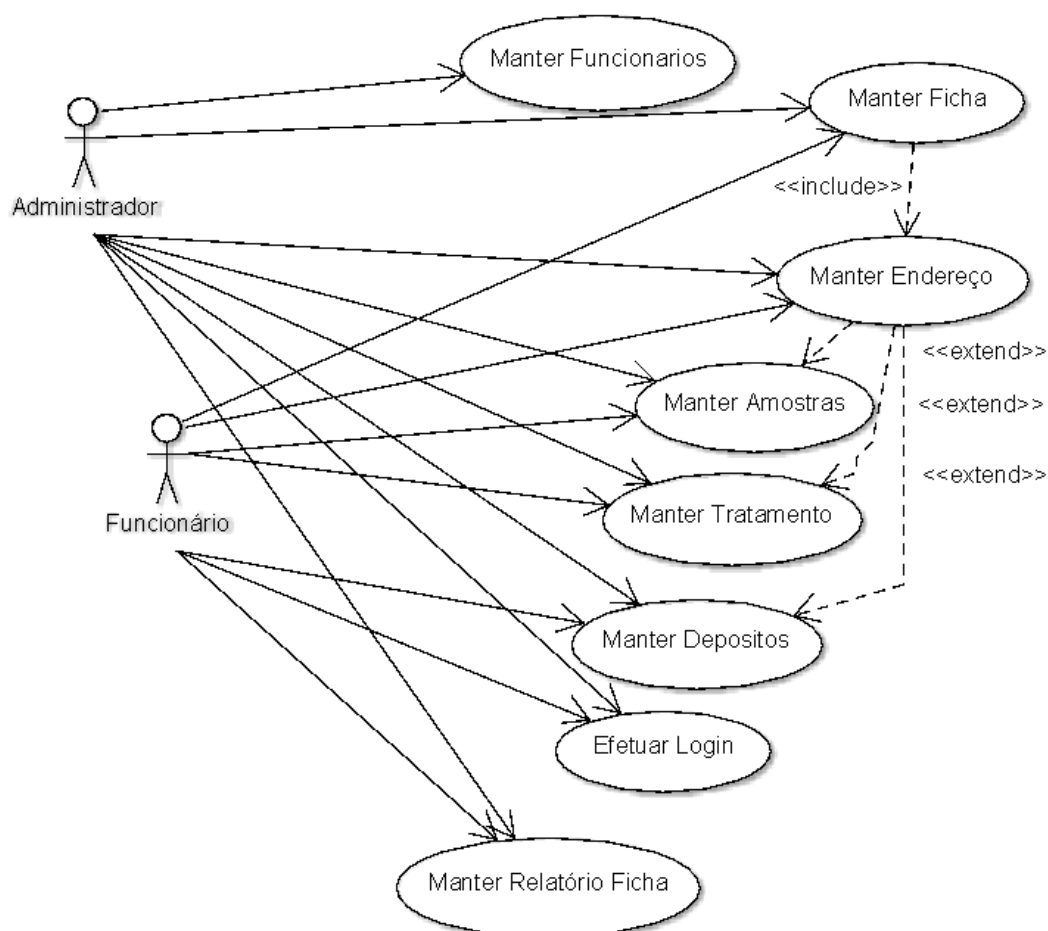 Manter Funcionarios
Manter Ficha
<<include>>
Administrador
Manter Endereço
<<extend>>
Manter Amostras
<<extend>>
<<extend>>
Manter Tratamento
Funcionário
Manter Depositos
Efetuar Login
Manter Relatório Ficha